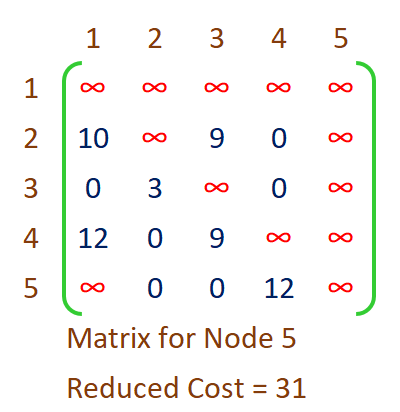 1 2 3 4 5
1 ∞ ∞ ∞ ∞ ∞
2 10 ∞ 9 0 ∞
3 0 3 ∞ 0 ∞
4 12 0 9 ∞ ∞
5 ∞ 0 0 12 ∞
Matrix for Node 5
Reduced Cost = 31